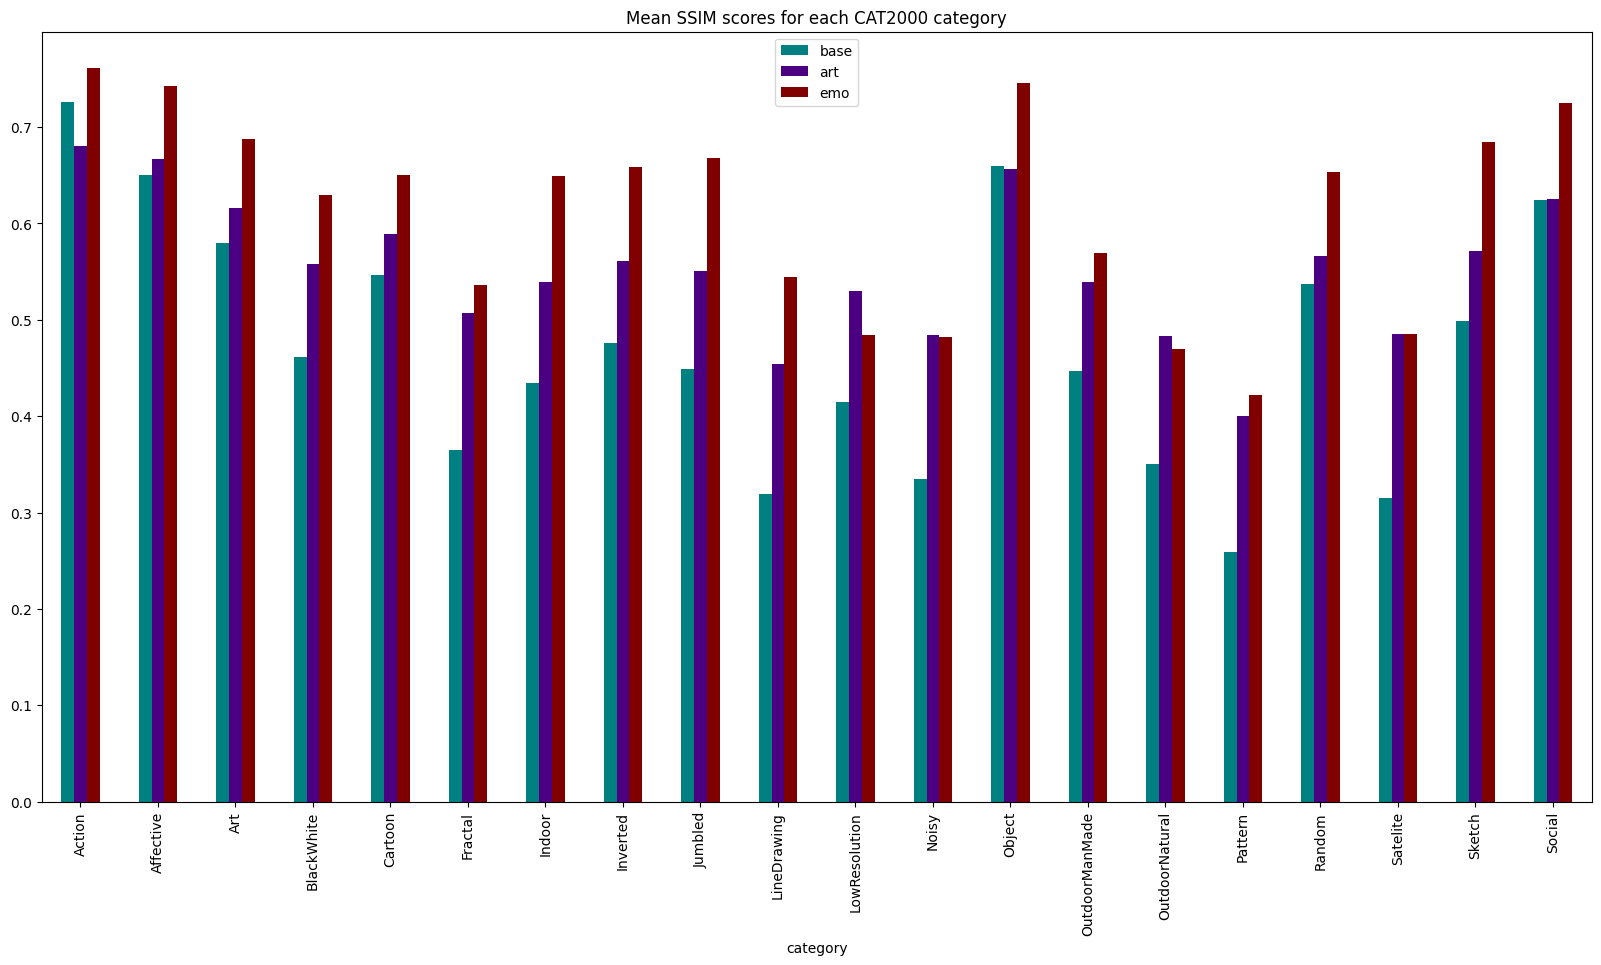 Mean SSIM scores for each CAT2000 category
base
art
emo
0.7
0.6
0.5
0.4
0.3
0.2
0.1
0.0
Action
Affective
Art
BlackWhite
Cartoon
Fractal
Indoor
Inverted
Jumbled
LineDrawing
LowResolution
Noisy
Object
OutdoorManMade
OutdoorNatural
Pattern
Random
Satelite
Sketch
Social
category